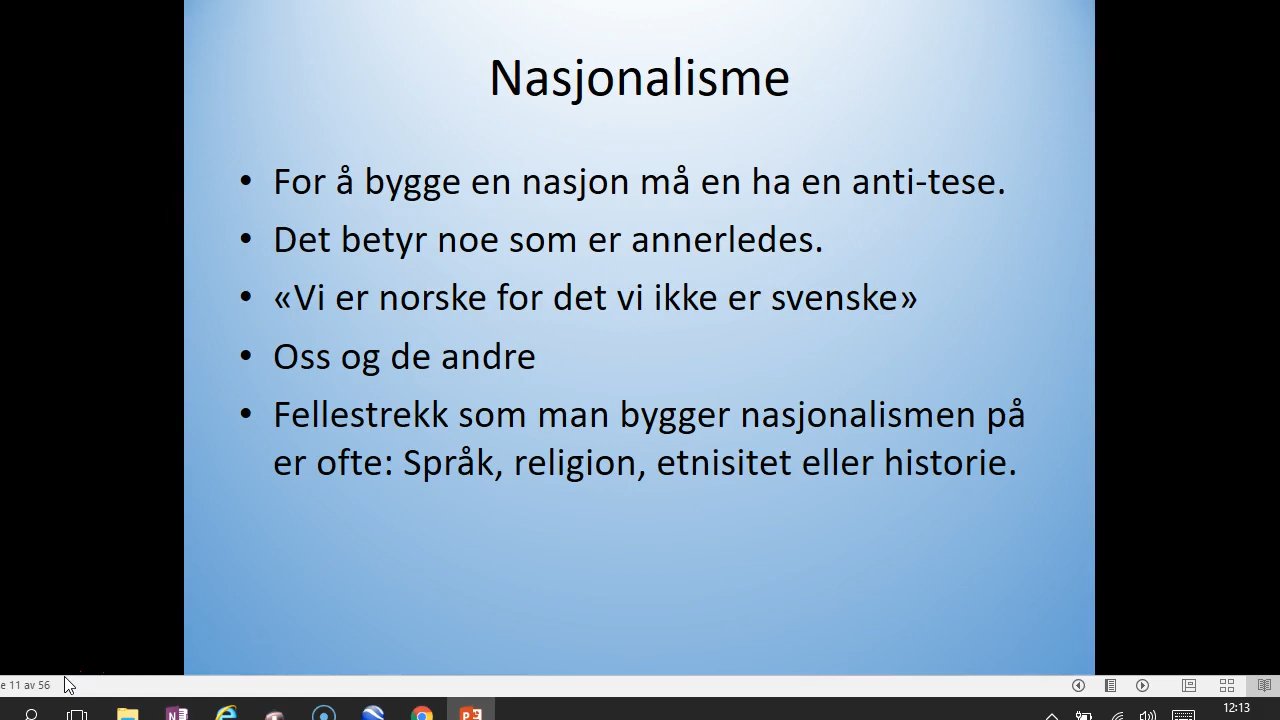 Nasjonalisme
• For å bygge en nasjon må en ha en anti-tese.
• Det betyr noe som er annerledes.
• «Vi er norske for det vi ikke er svenske»
• Oss og de andre
• Fellestrekk som man bygger nasjonalismen på
er ofte: Språk, religion, etnisitet eller historie.
e 11 av 56
12:13